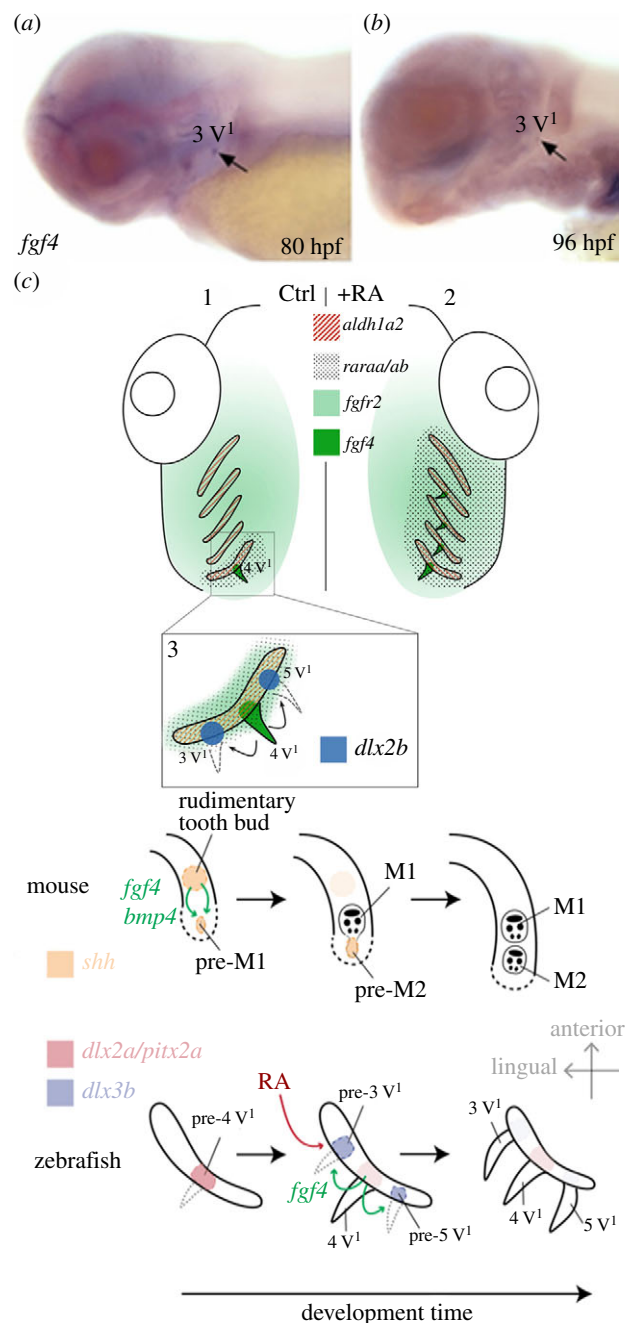 (a)
(b)
3 V¹
3 V¹
fgf4
80 hpf
96 hpf
(c)
1
Ctrl | +RA
2
aldh1a2
raraa/ab
fgfr2
fgf4
4 V¹
3
5 V¹
3 V¹
4 V¹
dlx2b
rudimentary
tooth bud
mouse
fgf4
bmp4
M1
M1
M2
pre-M1
pre-M2
shh
dlx2a/pitx2a
dlx3b
anterior
lingual
RA
pre-3 V¹
pre-4 V¹
3 V¹
zebrafish
fgf4
4 V¹
pre-5 V¹
4 V¹
5 V¹
development time